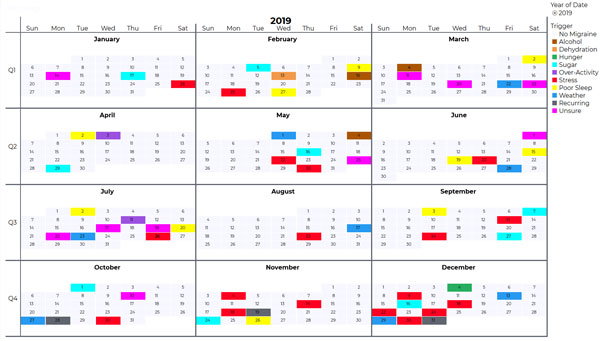 2019
Sun Mon Tue Wed Thu Fri Sat
Sun Mon Tue Wed Thu Fri Sat
Sun Mon Tue Wed Thu Fri Sat
Q1
January
1 2 3 4 5
6 7 8 9 10 11 12
13 14 15 16 17 18 19
20 21 22 23 24 25 26
27 28 29 30 31
February
1 2
3 4 5 6 7 8 9
10 11 12 13 14 15 16
17 18 19 20 21 22 23
24 25 26 27 28
March
1 2
3 4 5 6 7 8 9
10 11 12 13 14 15 16
17 18 19 20 21 22 23
24 25 26 27 28 29 30
31
Q2
April
1 2 3 4 5 6
7 8 9 10 11 12 13
14 15 16 17 18 19 20
21 22 23 24 25 26 27
28 29 30
May
1 2 3 4
5 6 7 8 9 10 11
12 13 14 15 16 17 18
19 20 21 22 23 24 25
26 27 28 29 30 31
June
1
2 3 4 5 6 7 8
9 10 11 12 13 14 15
16 17 18 19 20 21 22
23 24 25 26 27 28 29
30
Q3
July
1 2 3 4 5 6
7 8 9 10 11 12 13
14 15 16 17 18 19 20
21 22 23 24 25 26 27
28 29 30 31
August
1 2 3
4 5 6 7 8 9 10
11 12 13 14 15 16 17
18 19 20 21 22 23 24
25 26 27 28 29 30 31
September
1 2 3 4 5 6 7
8 9 10 11 12 13 14
15 16 17 18 19 20 21
22 23 24 25 26 27 28
29 30
Q4
October
1 2 3 4 5
6 7 8 9 10 11 12
13 14 15 16 17 18 19
20 21 22 23 24 25 26
27 28 29 30 31
November
1 2
3 4 5 6 7 8 9
10 11 12 13 14 15 16
17 18 19 20 21 22 23
24 25 26 27 28 29 30
December
1 2 3 4 5 6 7
8 9 10 11 12 13 14
15 16 17 18 19 20 21
22 23 24 25 26 27 28
29 30 31
Year of Date
2019
Trigger
No Migraine
Alcohol
Dehydration
Hunger
Sugar
Over-Activity
Stress
Poor Sleep
Weather
Recurring
Unsure